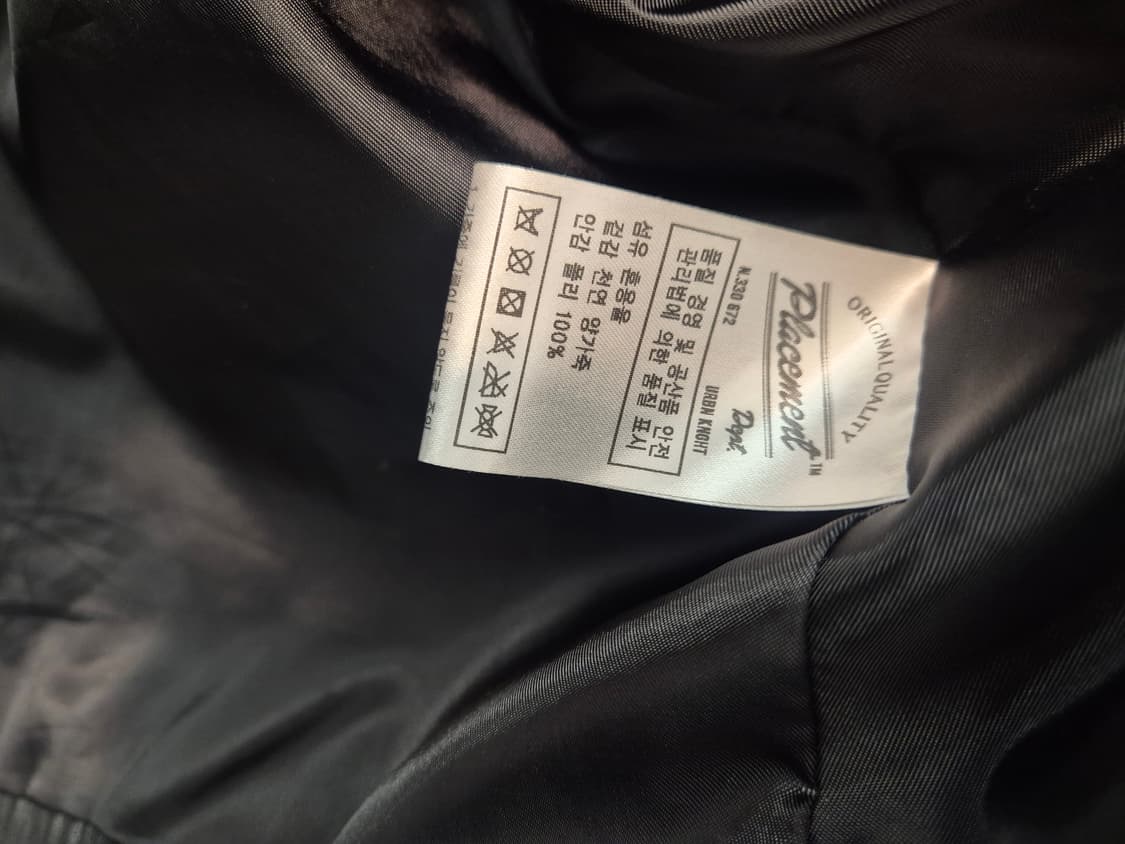 ORIGINAL QUALITY
Placement™
Dept.
N.330 G72 URBN KNGHT
품질 경영 및 공산품 안전
관리법에 의한 품질 표시
섬유 혼용율
겉감 천연 양가죽
안감 폴리 100%